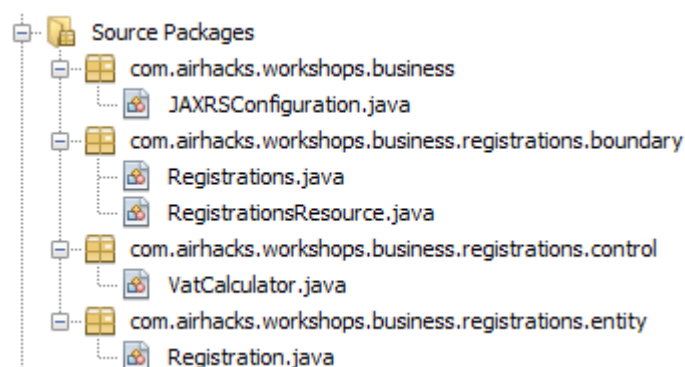 Source Packages
com.airhacks.workshops.business
JAXRSConfiguration.java
com.airhacks.workshops.business.registrations.boundary
Registrations.java
RegistrationsResource.java
com.airhacks.workshops.business.registrations.control
VatCalculator.java
com.airhacks.workshops.business.registrations.entity
Registration.java